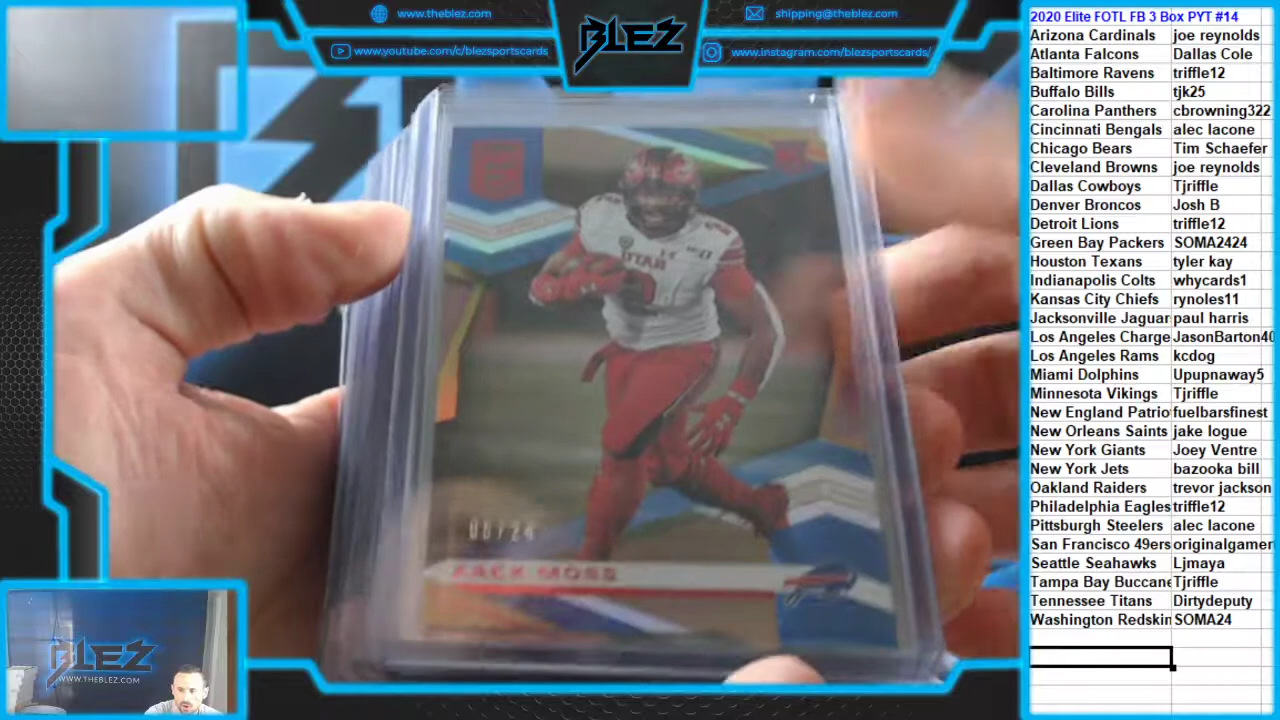 www.theblez.com
www.youtube.com/c/blezsportscards
BLEZ
shipping@theblez.com
www.instagram.com/blezsportscards/
UTAH
ZACK MOSS
BLEZ
WWW.THEBLEZ.COM
2020 Elite FOTL FB 3 Box PYT #14
Arizona Cardinals joe reynolds
Atlanta Falcons Dallas Cole
Baltimore Ravens triffle12
Buffalo Bills tjk25
Carolina Panthers cbrowning322
Cincinnati Bengals alec Iacone
Chicago Bears Tim Schaefer
Cleveland Browns joe reynolds
Dallas Cowboys Tjriffle
Denver Broncos Josh B
Detroit Lions triffle12
Green Bay Packers SOMA2424
Houston Texans tyler kay
Indianapolis Colts whycards1
Kansas City Chiefs rynoles11
Jacksonville Jaguar paul harris
Los Angeles Charge JasonBarton40
Los Angeles Rams kcdog
Miami Dolphins Upupnaway5
Minnesota Vikings Tjriffle
New England Patrio fuelbarsfinest
New Orleans Saints jake logue
New York Giants Joey Ventre
New York Jets bazooka bill
Oakland Raiders trevor jackson
Philadelphia Eagles triffle12
Pittsburgh Steelers alec Iacone
San Francisco 49ers originalgamer
Seattle Seahawks Ljmaya
Tampa Bay Buccane Tjriffle
Tennessee Titans Dirtydeputy
Washington Redskin SOMA24